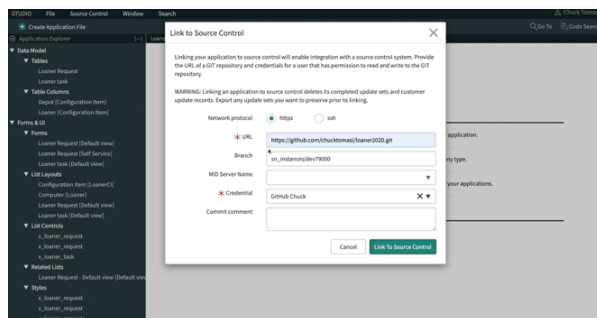 STUDIO File Source Control Window Search
Chuck Tomasi
Create Application File
Go To Code Search
Application Explorer
Link to Source Control
Linking your application to source control will enable integration with a source control system. Provide
the URL of a GIT repository and credentials for a user that has permission to read and write to the GIT
repository.
WARNING: Linking an application to source control deletes its completed update sets and customer
update records. Export any update sets you want to preserve prior to linking.
Network protocol https ssh
URL https://github.com/chucktomasi/loaner2020.git
Branch sn_instances/dev79000
MID Server Name
Credential GitHub Chuck
Commit comment
Cancel Link To Source Control
application.
ny type.
your applications.
Data Model
Tables
Loaner Request
Loaner task
Table Columns
Depot [Configuration Item]
Loaner [Configuration Item]
Forms & UI
Forms
Loaner Request [Default view]
Loaner Request [Self Service]
Loaner task [Default view]
List Layouts
Configuration Item [LoanerCI]
Computer [Loaner]
Loaner Request [Default view]
Loaner task [Default view]
List Controls
x_loaner_request
x_loaner_request
x_loaner_task
Related Lists
Loaner Request - Default view [Default view
Styles
x_loaner_request
x_loaner_request